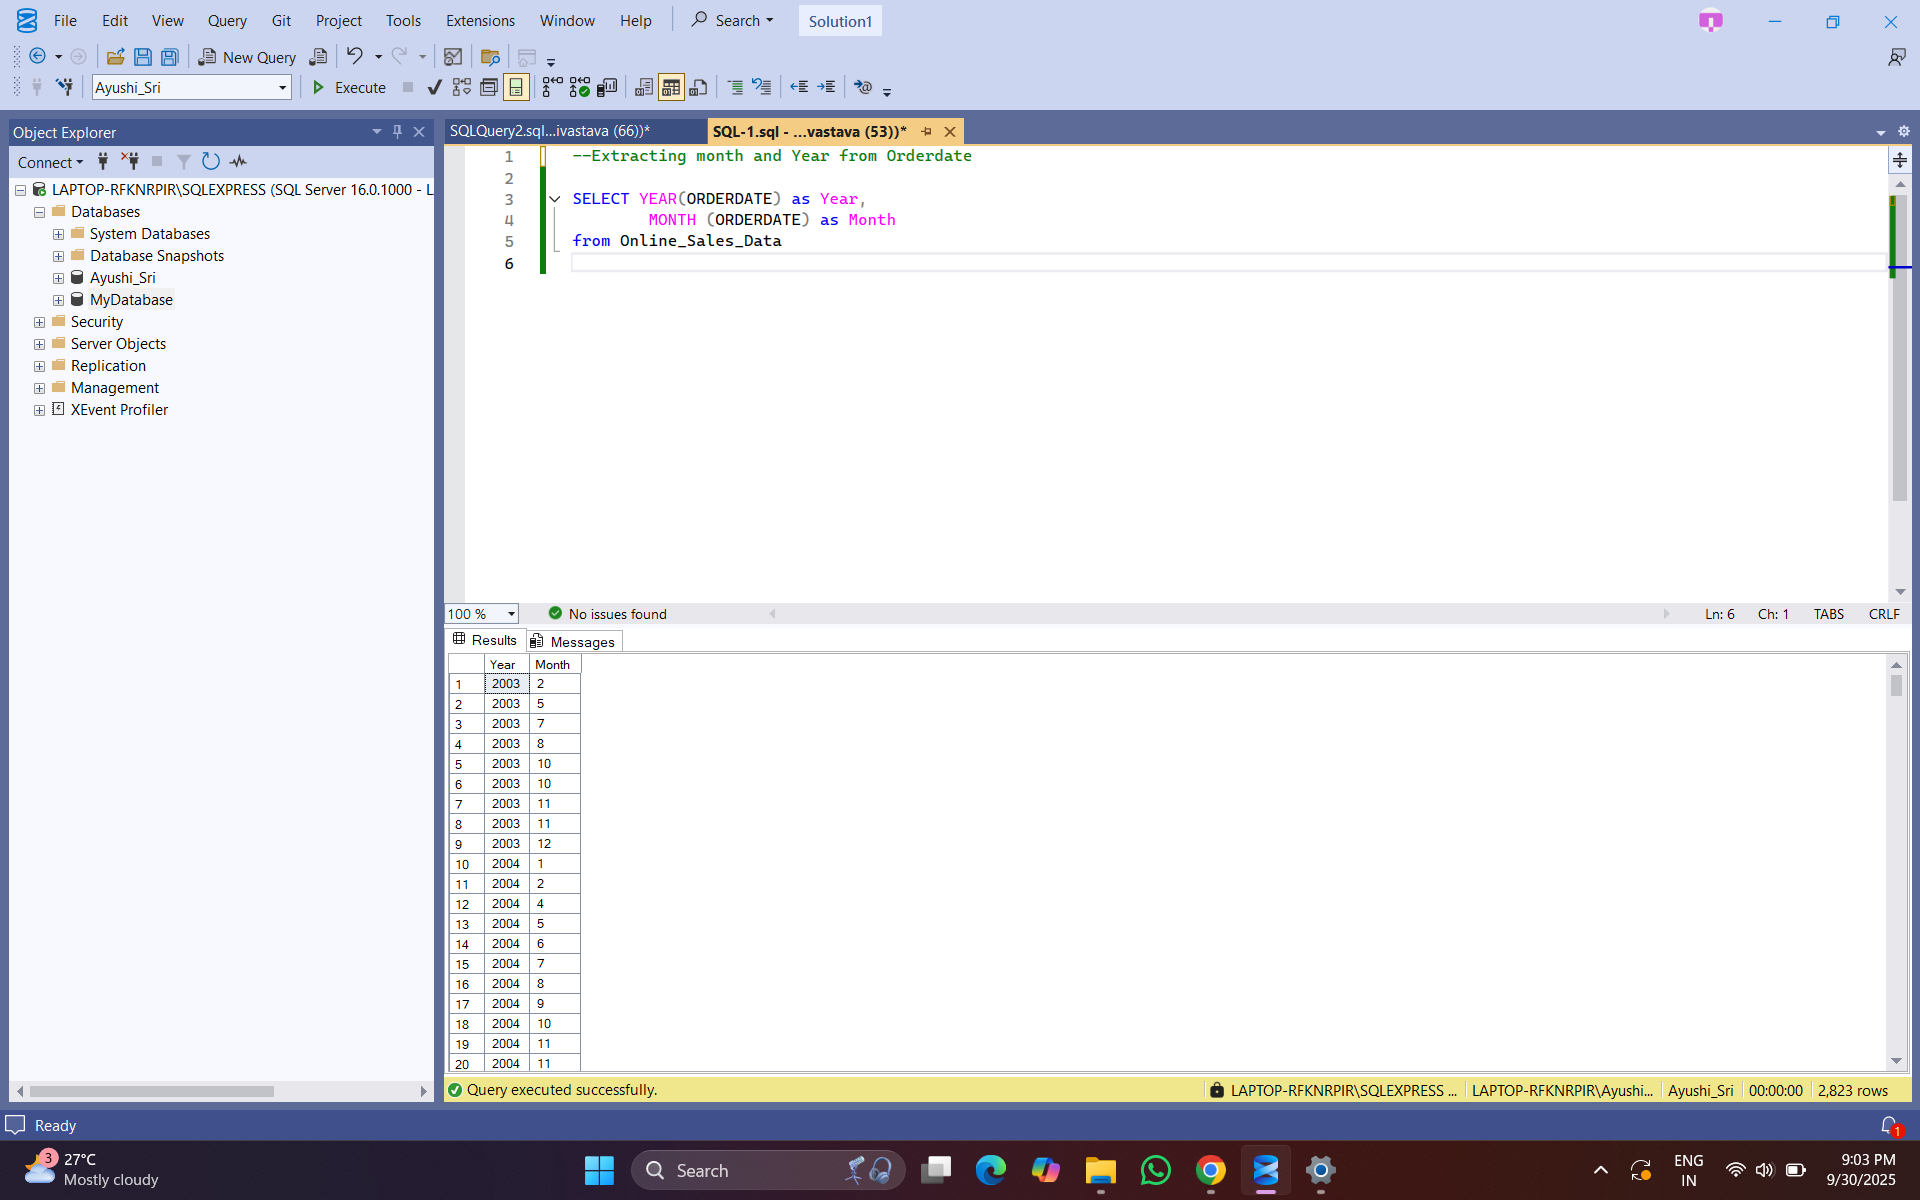 File Edit View Query Git Project Tools Extensions Window Help Search Solution1
New Query
Ayushi_Sri Execute
Object Explorer
Connect
LAPTOP-RFKNRPIR\SQLEXPRESS (SQL Server 16.0.1000 - L
Databases
System Databases
Database Snapshots
Ayushi_Sri
MyDatabase
Security
Server Objects
Replication
Management
XEvent Profiler
SQLQuery2.sql...ivastava (66))* SQL-1.sql - ...vastava (53))*
1 --Extracting month and Year from Orderdate
2
3 SELECT YEAR(ORDERDATE) as Year,
4 MONTH (ORDERDATE) as Month
5 from Online_Sales_Data
6
100 % No issues found Ln: 6 Ch: 1 TABS CRLF
Results Messages
Year Month
1 2003 2
2 2003 5
3 2003 7
4 2003 8
5 2003 10
6 2003 10
7 2003 11
8 2003 11
9 2003 12
10 2004 1
11 2004 2
12 2004 4
13 2004 5
14 2004 6
15 2004 7
16 2004 8
17 2004 9
18 2004 10
19 2004 11
20 2004 11
Query executed successfully. LAPTOP-RFKNRPIR\SQLEXPRESS ... LAPTOP-RFKNRPIR\Ayushi... Ayushi_Sri 00:00:00 2,823 rows
Ready 1
3 27°C
Mostly cloudy
Search
ENG
IN
9:03 PM
9/30/2025